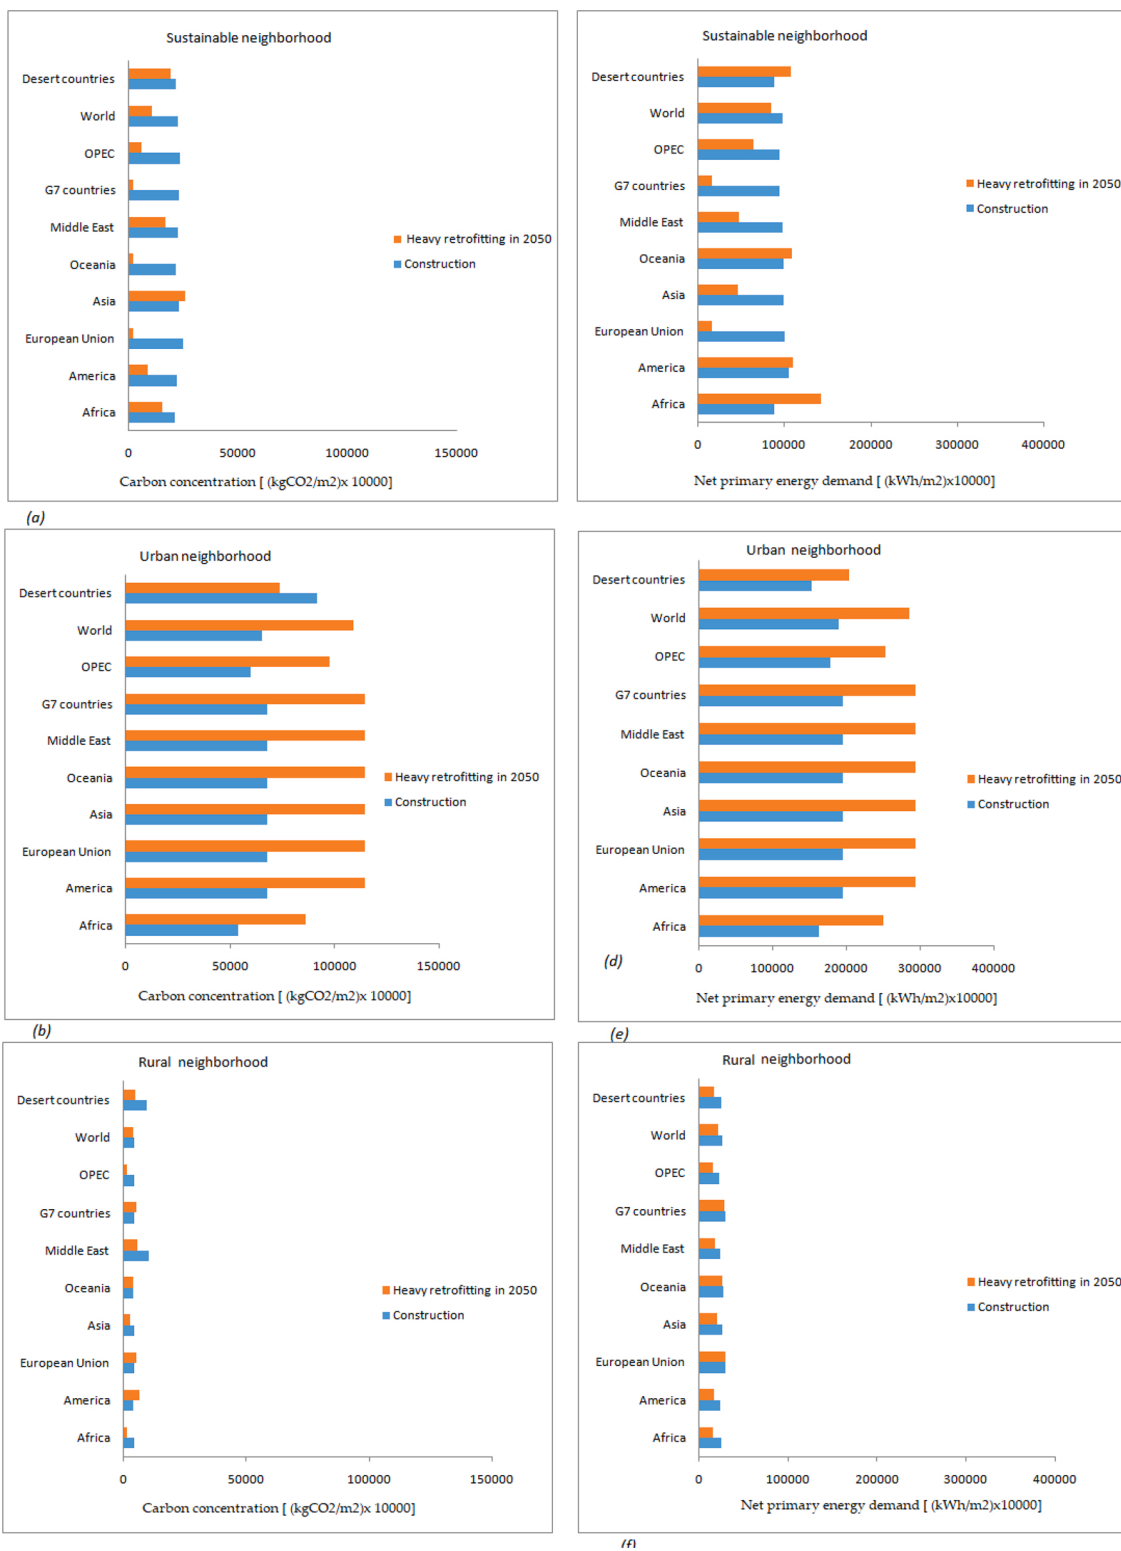 Sustainable neighborhood
Desert countries
World
OPEC
G7 countries
Middle East
Oceania
Asia
European Union
America
Africa
Heavy retrofitting in 2050
Construction
0 50000 100000 150000
Carbon concentration [ (kgCO2/m2)x 10000]
(a)
Sustainable neighborhood
Desert countries
World
OPEC
G7 countries
Middle East
Oceania
Asia
European Union
America
Africa
Heavy retrofitting in 2050
Construction
0 100000 200000 300000 400000
Net primary energy demand [ (kWh/m2)x10000]
(d)
Urban neighborhood
Desert countries
World
OPEC
G7 countries
Middle East
Oceania
Asia
European Union
America
Africa
Heavy retrofitting in 2050
Construction
0 50000 100000 150000
Carbon concentration [ (kgCO2/m2)x 10000]
(b)
Urban neighborhood
Desert countries
World
OPEC
G7 countries
Middle East
Oceania
Asia
European Union
America
Africa
Heavy retrofitting in 2050
Construction
0 100000 200000 300000 400000
Net primary energy demand [ (kWh/m2)x10000]
(e)
Rural neighborhood
Desert countries
World
OPEC
G7 countries
Middle East
Oceania
Asia
European Union
America
Africa
Heavy retrofitting in 2050
Construction
0 50000 100000 150000
Carbon concentration [ (kgCO2/m2)x 10000]
Rural neighborhood
Desert countries
World
OPEC
G7 countries
Middle East
Oceania
Asia
European Union
America
Africa
Heavy retrofitting in 2050
Construction
0 100000 200000 300000 400000
Net primary energy demand [ (kWh/m2)x10000]
(f)